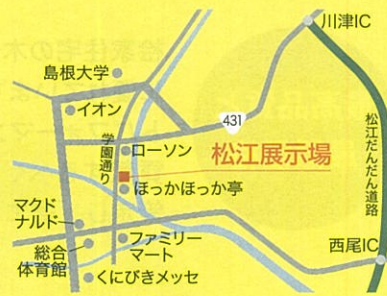 川津IC
島根大学
イオン
431
学園通り
ローソン
松江展示場
松江だんだん道路
ほっかほっか亭
マクド
ナルド
総合
体育館
ファミリー
マート
西尾IC
くにびきメッセ